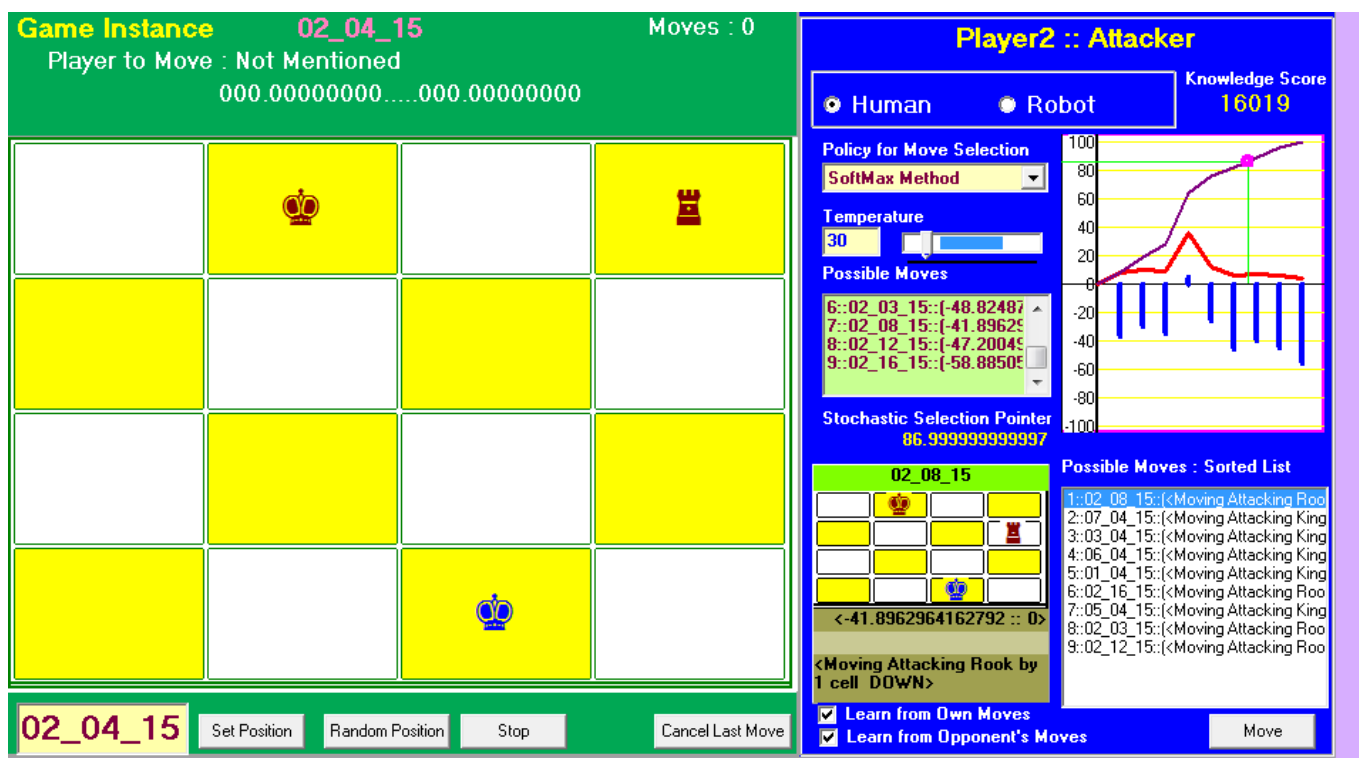 Game Instance 02_04_15 Moves : 0
Player to Move : Not Mentioned
000.00000000.....000.00000000
02_04_15
Set Position
Random Position
Stop
Cancel Last Move
Player2 :: Attacker
Human
Robot
Knowledge Score
16019
Policy for Move Selection
SoftMax Method
Temperature
30
Possible Moves
6::02_03_15::(-48.82487
7::02_08_15::(-41.89629
8::02_12_15::(-47.20049
9::02_16_15::(-58.88505
Stochastic Selection Pointer
86.999999999997
100
80
60
40
20
0
-20
-40
-60
-80
-100
02_08_15
<-41.8962964162792 :: 0>
<Moving Attacking Rook by
1 cell DOWN>
Possible Moves : Sorted List
1::02_08_15::(<Moving Attacking Roo
2::07_04_15::(<Moving Attacking King
3::03_04_15::(<Moving Attacking King
4::06_04_15::(<Moving Attacking King
5::01_04_15::(<Moving Attacking King
6::02_16_15::(<Moving Attacking Roo
7::05_04_15::(<Moving Attacking King
8::02_03_15::(<Moving Attacking Roo
9::02_12_15::(<Moving Attacking Roo
Learn from Own Moves
Learn from Opponent's Moves
Move